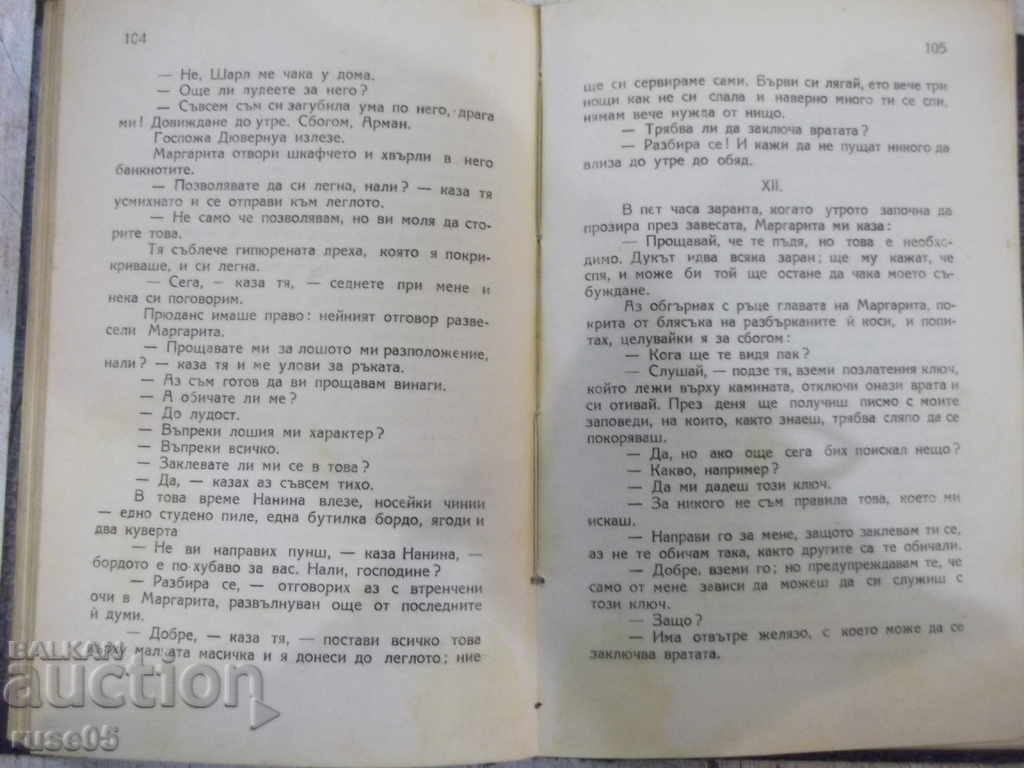 104
— Не, Шарл ме чака у дома.
— Още ли лудеете за него?
— Съвсем съм си загубила ума по него, драга
ми! Довиждане до утре. Сбогом, Арман.
Госпожа Дювернуа излезе.
Маргарита отвори шкафчето и хвърли в него
банкнотите.
— Позволявате да си легна, нали? — каза тя
усмихнато и се отправи към леглото.
— Не само че позволявам, но ви моля да сто-
рите това.
Тя съблече гипюрената дреха, която я покри-
криваше, и си легна.
— Сега, — каза тя, — седнете при мене и
нека си поговорим.
Прюданс имаше право: нейният отговор разве-
сели Маргарита.
— Прощавате ми за лошото ми разположение,
нали? — каза тя и ме улови за ръката.
— Аз съм готов да ви прощавам винаги.
— А обичате ли ме?
— До лудост.
— Въпреки лошия ми характер?
— Въпреки всичко.
— Заклевате ли ми се в това?
— Да, — казах аз съвсем тихо.
В това време Нанина влезе, носейки чинии
— едно студено пиле, една бутилка бордо, ягоди и
два куверта
— Не ви направих пунш, — каза Нанина, —
бордото е по-хубаво за вас. Нали, господине?
— Разбира се, — отговорих аз с втренчени
очи в Маргарита, развълнуван още от последните
ѝ думи.
— Добре, — каза тя, — постави всичко това
върху малката масичка и я донеси до леглото; ние
105
ще си сервираме сами. Върви си лягай, ето вече три
нощи как не си спала и наверно много ти се спи,
нямам вече нужда от нищо.
— Трябва ли да заключа вратата?
— Разбира се! И кажи да не пущат никого да
влиза до утре до обяд.
XII.
В пет часа заранта, когато утрото започна да
прозира през завесата, Маргарита ми каза:
— Прощавай, че те пъдя, но това е необхо-
димо. Дукът идва всяка заран; ще му кажат, че
спя, и може би той ще остане да чака моето съ-
буждане.
Аз обгърнах с ръце главата на Маргарита, по-
крита от блясъка на разбърканите ѝ коси, и попи-
тах, целувайки я за сбогом:
— Кога ще те видя пак?
— Слушай, — подзе тя, вземи позлатения ключ,
който лежи върху камината, отключи онази врата и
си отивай. През деня ще получиш писмо с моите
заповеди, на които, както знаеш, трябва сляпо да се
покоряваш.
— Да, но ако още сега бих поискал нещо?
— Какво, например?
— Да ми дадеш този ключ.
— За никого не съм правила това, което ми
искаш.
— Направи го за мене, защото заклевам ти се,
аз не те обичам така, както другите са те обичали.
— Добре, вземи го; но предупреждавам те, че
само от мене зависи да можеш да си служиш с
този ключ.
— Защо?
— Има отвътре желязо, с което може да се
заключва вратата.
BALKAN
auction
ruse05